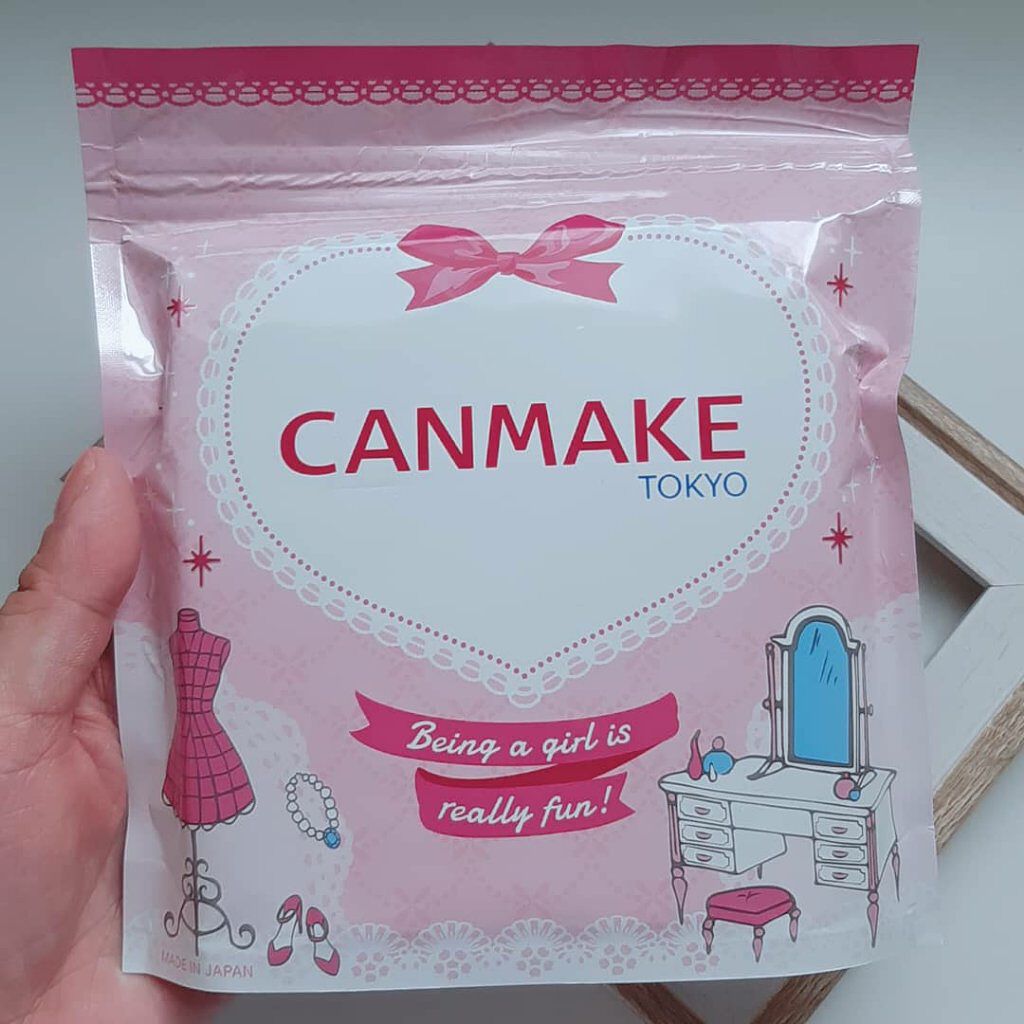 CANMAKE
TOKYO
Being a girl is
really fun!
MADE IN JAPAN